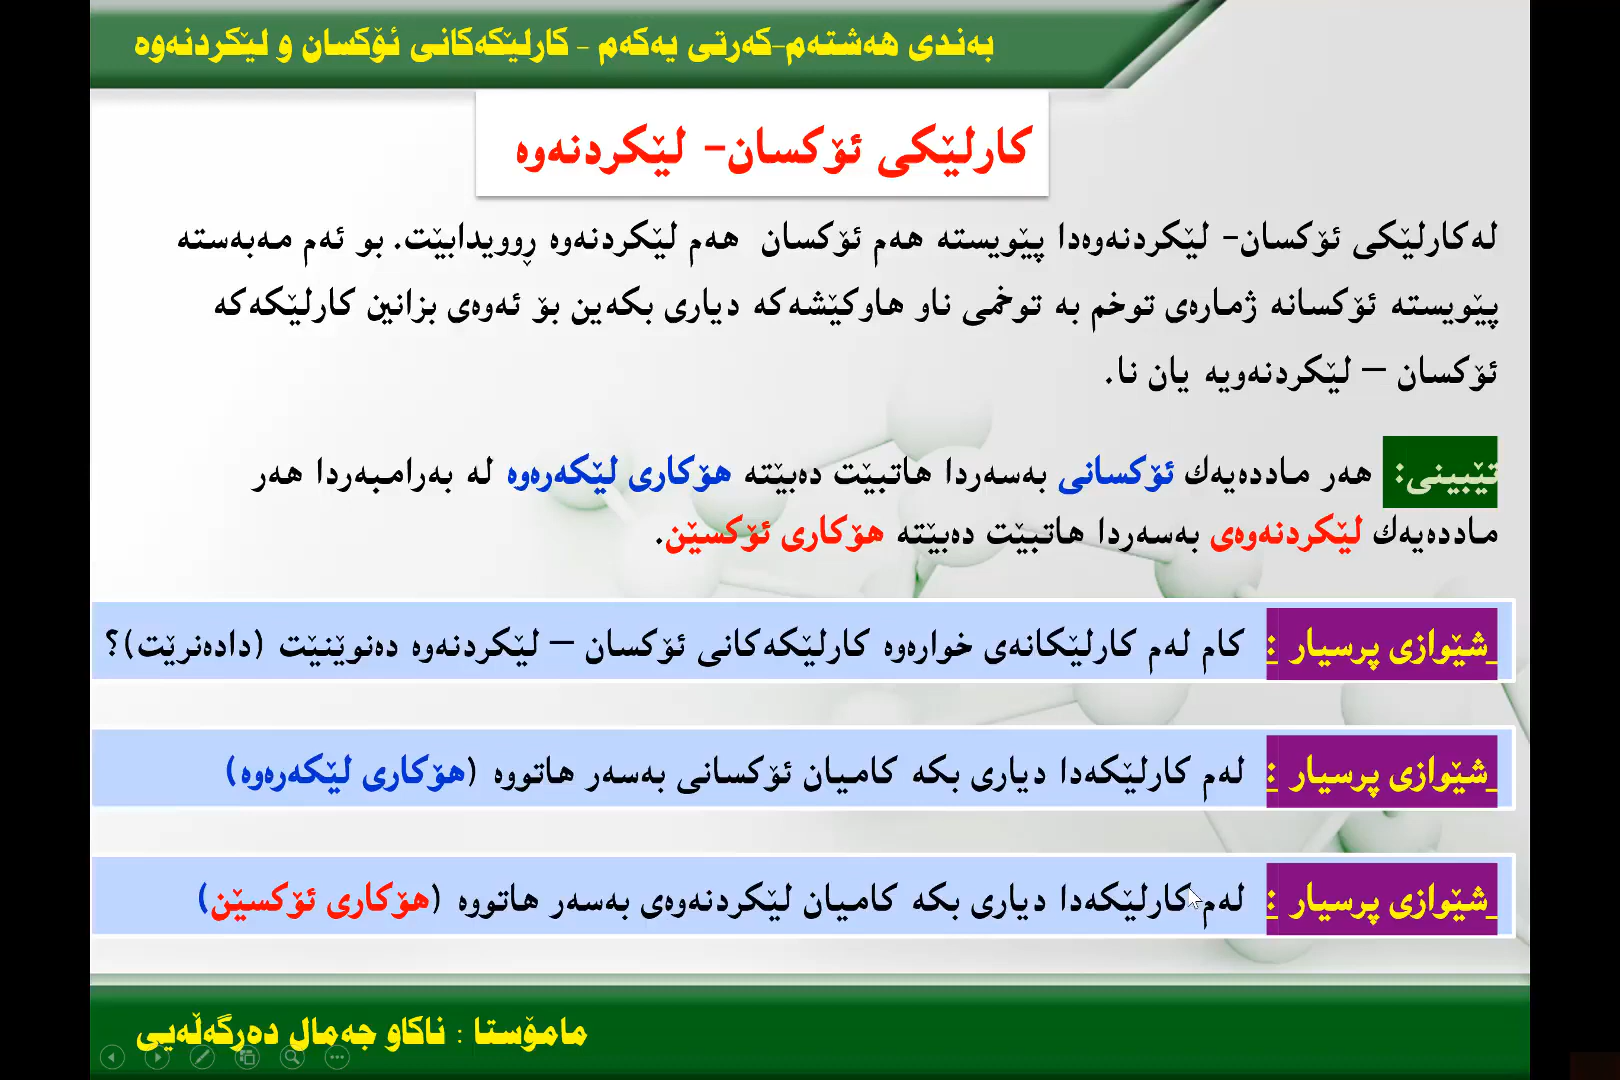 بەندی هەشتەم-کەرتی یەکەم - کارلێکەکانی ئۆکسان و لێکردنەوە
کارلێکی ئۆکسان- لێکردنەوە
لەکارلێکی ئۆکسان- لێکردنەوەدا پێویستە هەم ئۆکسان هەم لێکردنەوە ڕوویدابێت. بو ئەم مەبەستە
پێویستە ئۆکسانە ژمارەی توخم بە توخمی ناو هاوکێشەکە دیاری بکەین بۆ ئەوەی بزانین کارلێکەکە
ئۆکسان – لێکردنەویە یان نا.
تێبینی: هەر ماددەیەك ئۆکسانی بەسەردا هاتبێت دەبێتە هۆکاری لێکەرەوە لە بەرامبەردا هەر
ماددەیەك لێکردنەوەی بەسەردا هاتبێت دەبێتە هۆکاری ئۆکسێن.
شێوازی پرسیار : کام لەم کارلێکانەی خوارەوە کارلێکەکانی ئۆکسان – لێکردنەوە دەنوێنێت (دادەنرێت)؟
شێوازی پرسیار : لەم کارلێکەدا دیاری بکە کامیان ئۆکسانی بەسەر هاتووە (هۆکاری لێکەرەوە)
شێوازی پرسیار : لەم کارلێکەدا دیاری بکە کامیان لێکردنەوەی بەسەر هاتووە (هۆکاری ئۆکسێن)
مامۆستا : ناکاو جەمال دەرگەڵەیی